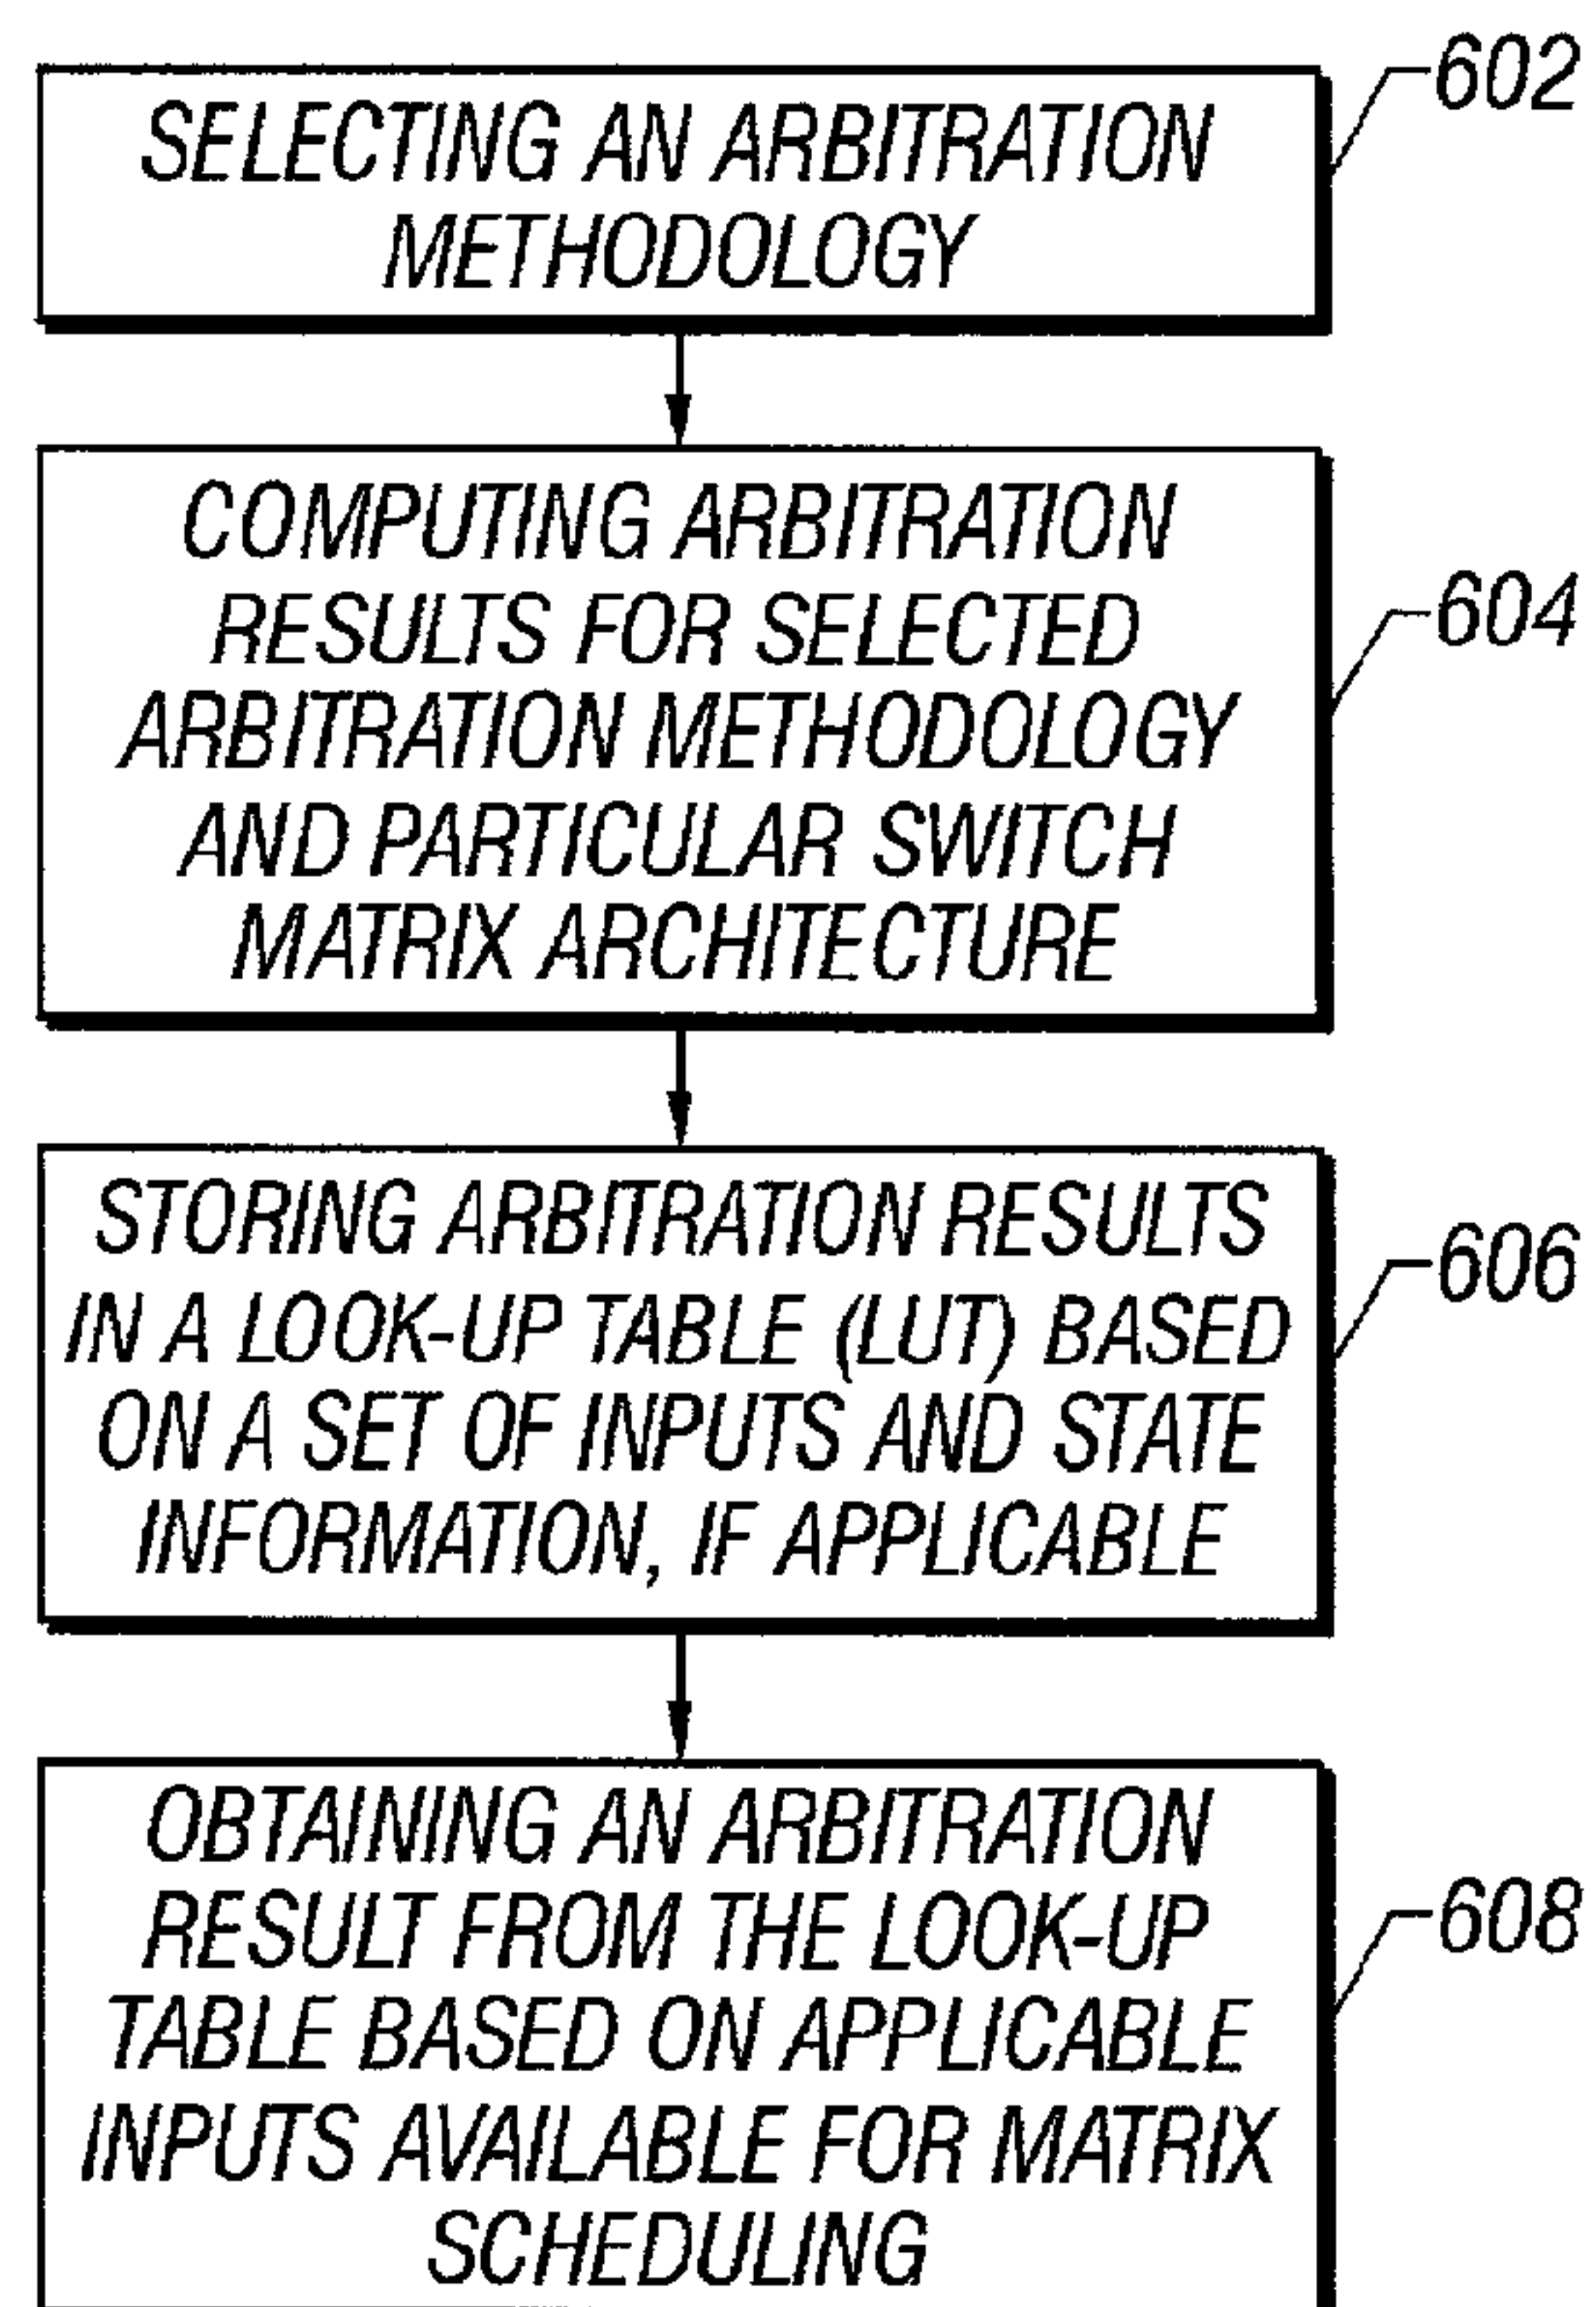 602
SELECTING AN ARBITRATION
METHODOLOGY
COMPUTING ARBITRATION
RESULTS FOR SELECTED
ARBITRATION METHODOLOGY
AND PARTICULAR SWITCH
MATRIX ARCHITECTURE
604
STORING ARBITRATION RESULTS
IN A LOOK-UP TABLE (LUT) BASED
ON A SET OF INPUTS AND STATE
INFORMATION, IF APPLICABLE
606
OBTAINING AN ARBITRATION
RESULT FROM THE LOOK-UP
TABLE BASED ON APPLICABLE
INPUTS AVAILABLE FOR MATRIX
SCHEDULING
608